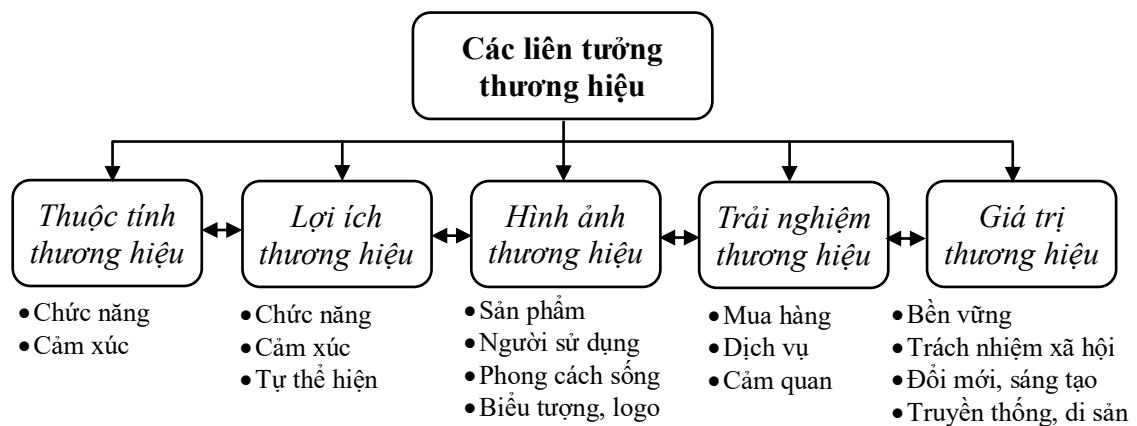 Các liên tưởng
thương hiệu
Thuộc tính
thương hiệu
Lợi ích
thương hiệu
Hình ảnh
thương hiệu
Trải nghiệm
thương hiệu
Giá trị
thương hiệu
•Chức năng
•Cảm xúc
•Chức năng
•Cảm xúc
•Tự thể hiện
•Sản phẩm
•Người sử dụng
•Phong cách sống
•Biểu tượng, logo
•Mua hàng
•Dịch vụ
•Cảm quan
•Bền vững
•Trách nhiệm xã hội
•Đổi mới, sáng tạo
•Truyền thống, di sản